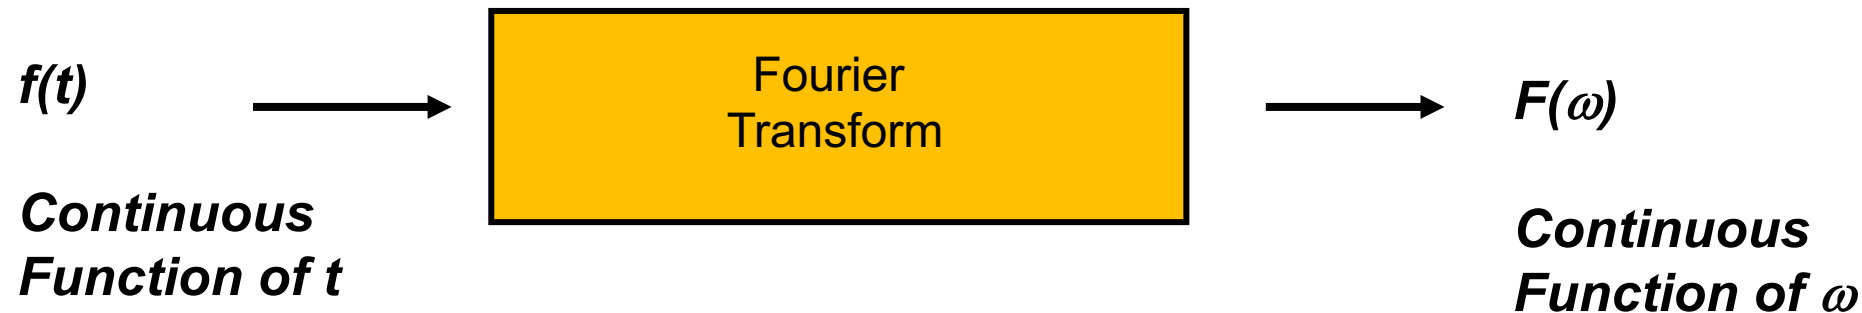 f(t)
Continuous
Function of t
Fourier
Transform
F(ω)
Continuous
Function of ω